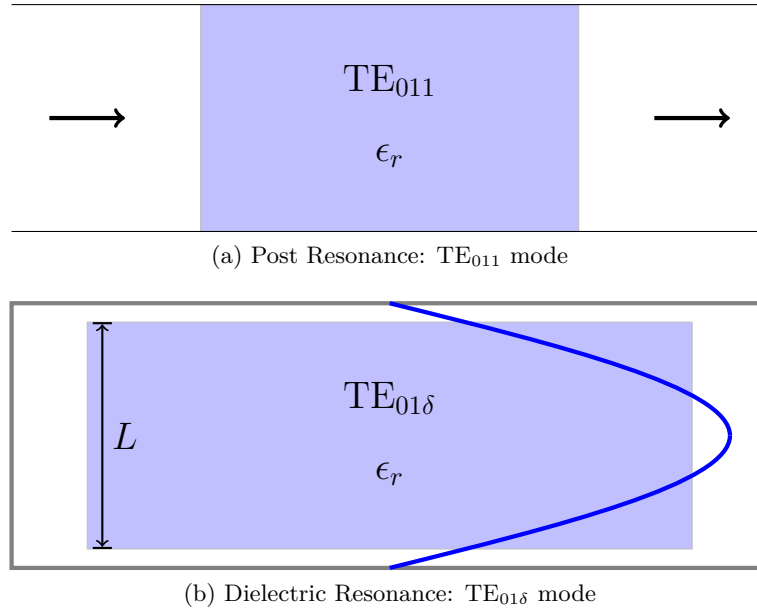 TE₀₁₁
ϵᵣ
(a) Post Resonance: TE₀₁₁ mode
TE₀₁δ
L
ϵᵣ
(b) Dielectric Resonance: TE₀₁δ mode